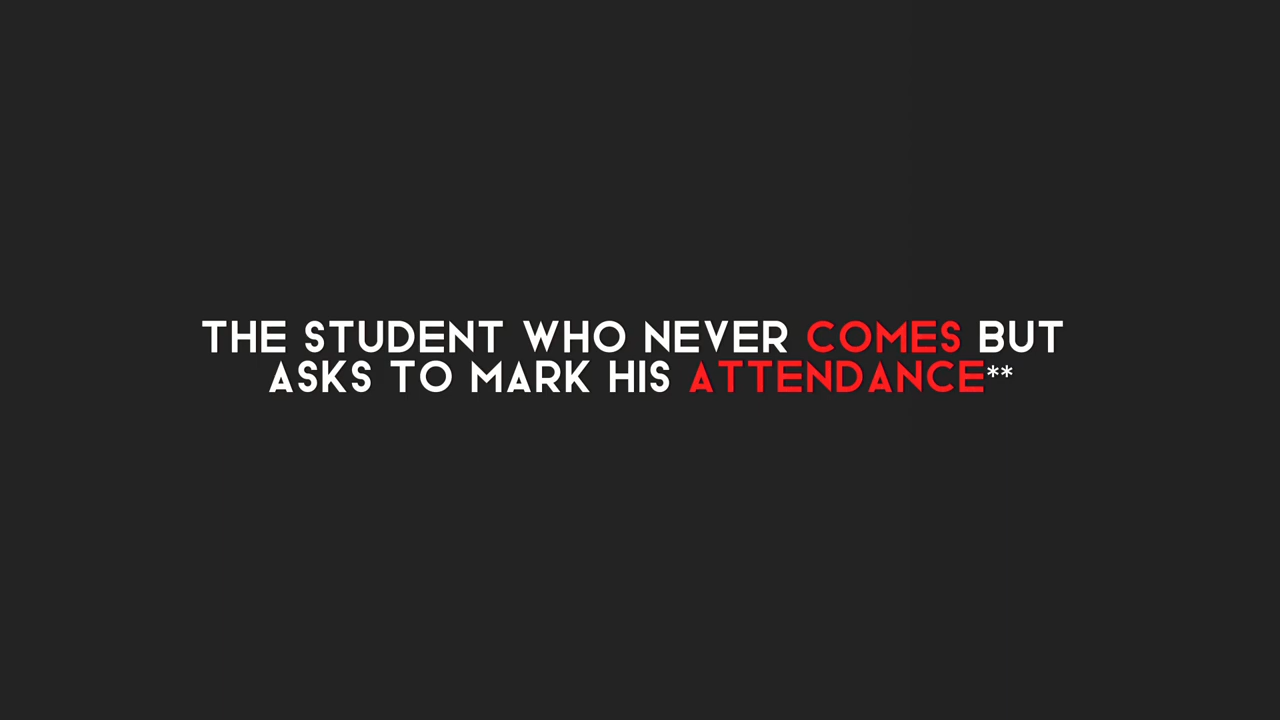 THE STUDENT WHO NEVER COMES BUT
ASKS TO MARK HIS ATTENDANCE**